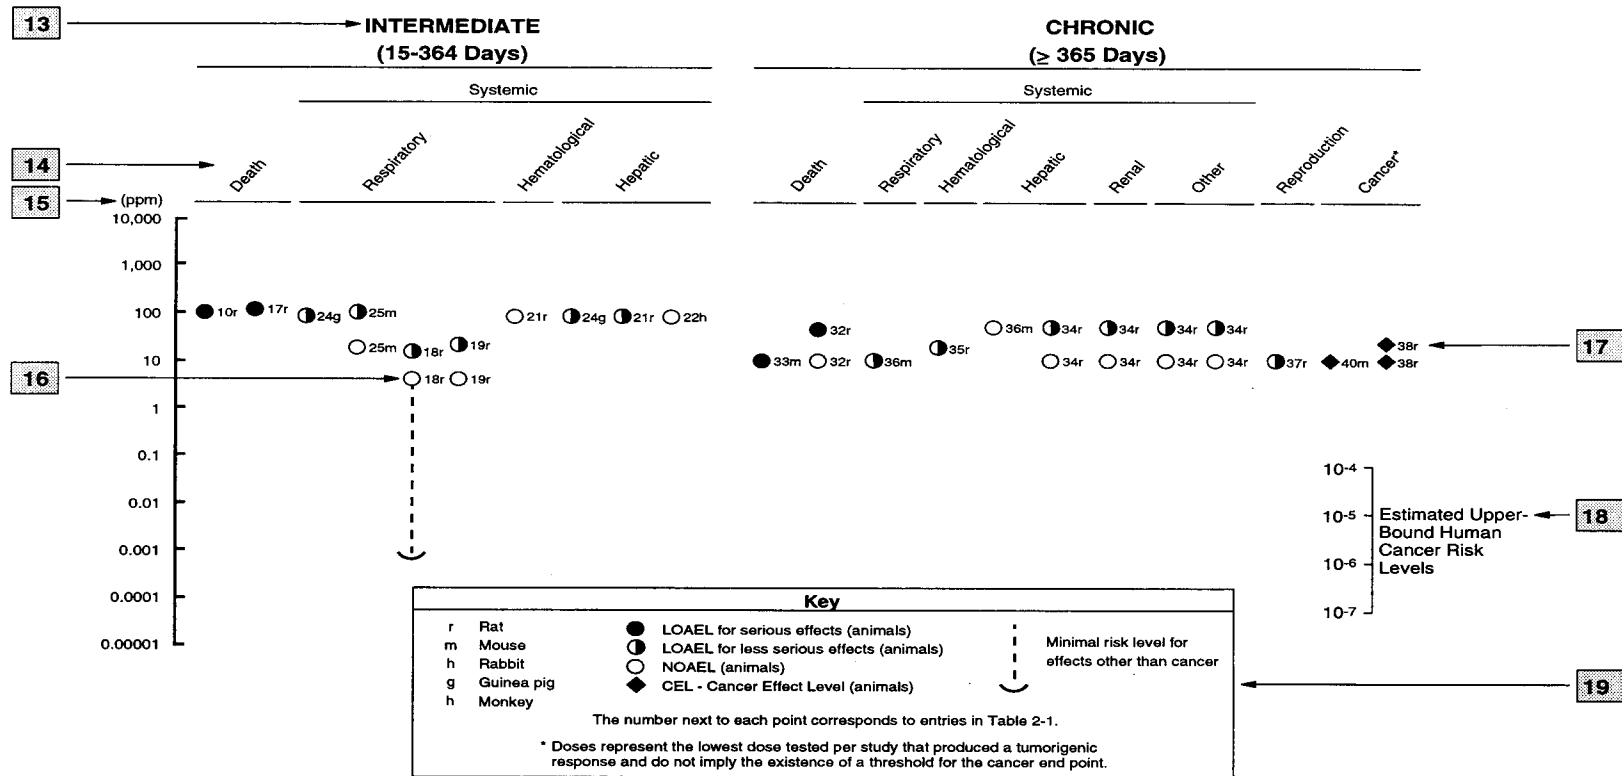 13
INTERMEDIATE
(15-364 Days)
CHRONIC
(≥ 365 Days)
Systemic
Systemic
14
Death
Respiratory
Hematological
Hepatic
Death
Respiratory
Hematological
Hepatic
Renal
Other
Reproduction
Cancer*
15
(ppm)
10,000
1,000
100
10r
17r
24g
25m
21r
24g
21r
22h
32r
36m
34r
34r
34r
34r
25m
18r
19r
35r
38r
17
10
33m
32r
36m
34r
34r
34r
34r
37r
40m
38r
16
18r
19r
1
0.1
0.01
0.001
0.0001
0.00001
10-4
10-5
10-6
10-7
Estimated Upper-
Bound Human
Cancer Risk
Levels
18
Key
r Rat
m Mouse
h Rabbit
g Guinea pig
h Monkey
LOAEL for serious effects (animals)
LOAEL for less serious effects (animals)
NOAEL (animals)
CEL - Cancer Effect Level (animals)
Minimal risk level for
effects other than cancer
19
The number next to each point corresponds to entries in Table 2-1.
* Doses represent the lowest dose tested per study that produced a tumorigenic
response and do not imply the existence of a threshold for the cancer end point.